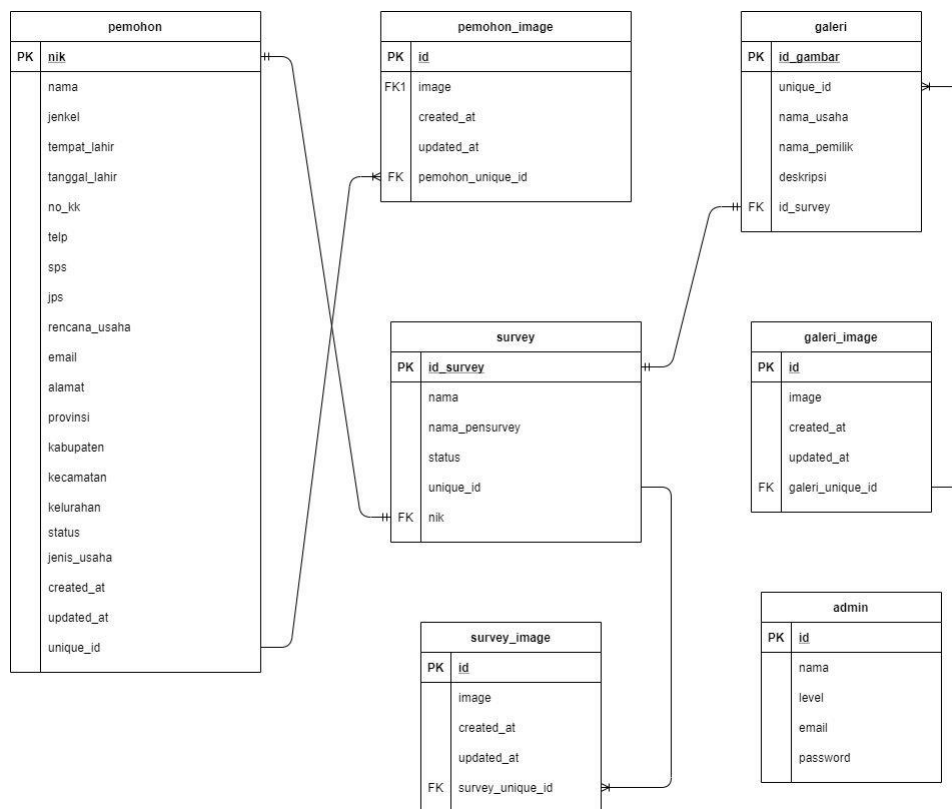 pemohon
PK nik
nama
jenkel
tempat_lahir
tanggal_lahir
no_kk
telp
sps
jps
rencana_usaha
email
alamat
provinsi
kabupaten
kecamatan
kelurahan
status
jenis_usaha
created_at
updated_at
unique_id
pemohon_image
PK id
FK1 image
created_at
updated_at
FK pemohon_unique_id
galeri
PK id_gambar
unique_id
nama_usaha
nama_pemilik
deskripsi
FK id_survey
survey
PK id_survey
nama
nama_pensurvey
status
unique_id
FK nik
galeri_image
PK id
image
created_at
updated_at
FK galeri_unique_id
survey_image
PK id
image
created_at
updated_at
FK survey_unique_id
admin
PK id
nama
level
email
password